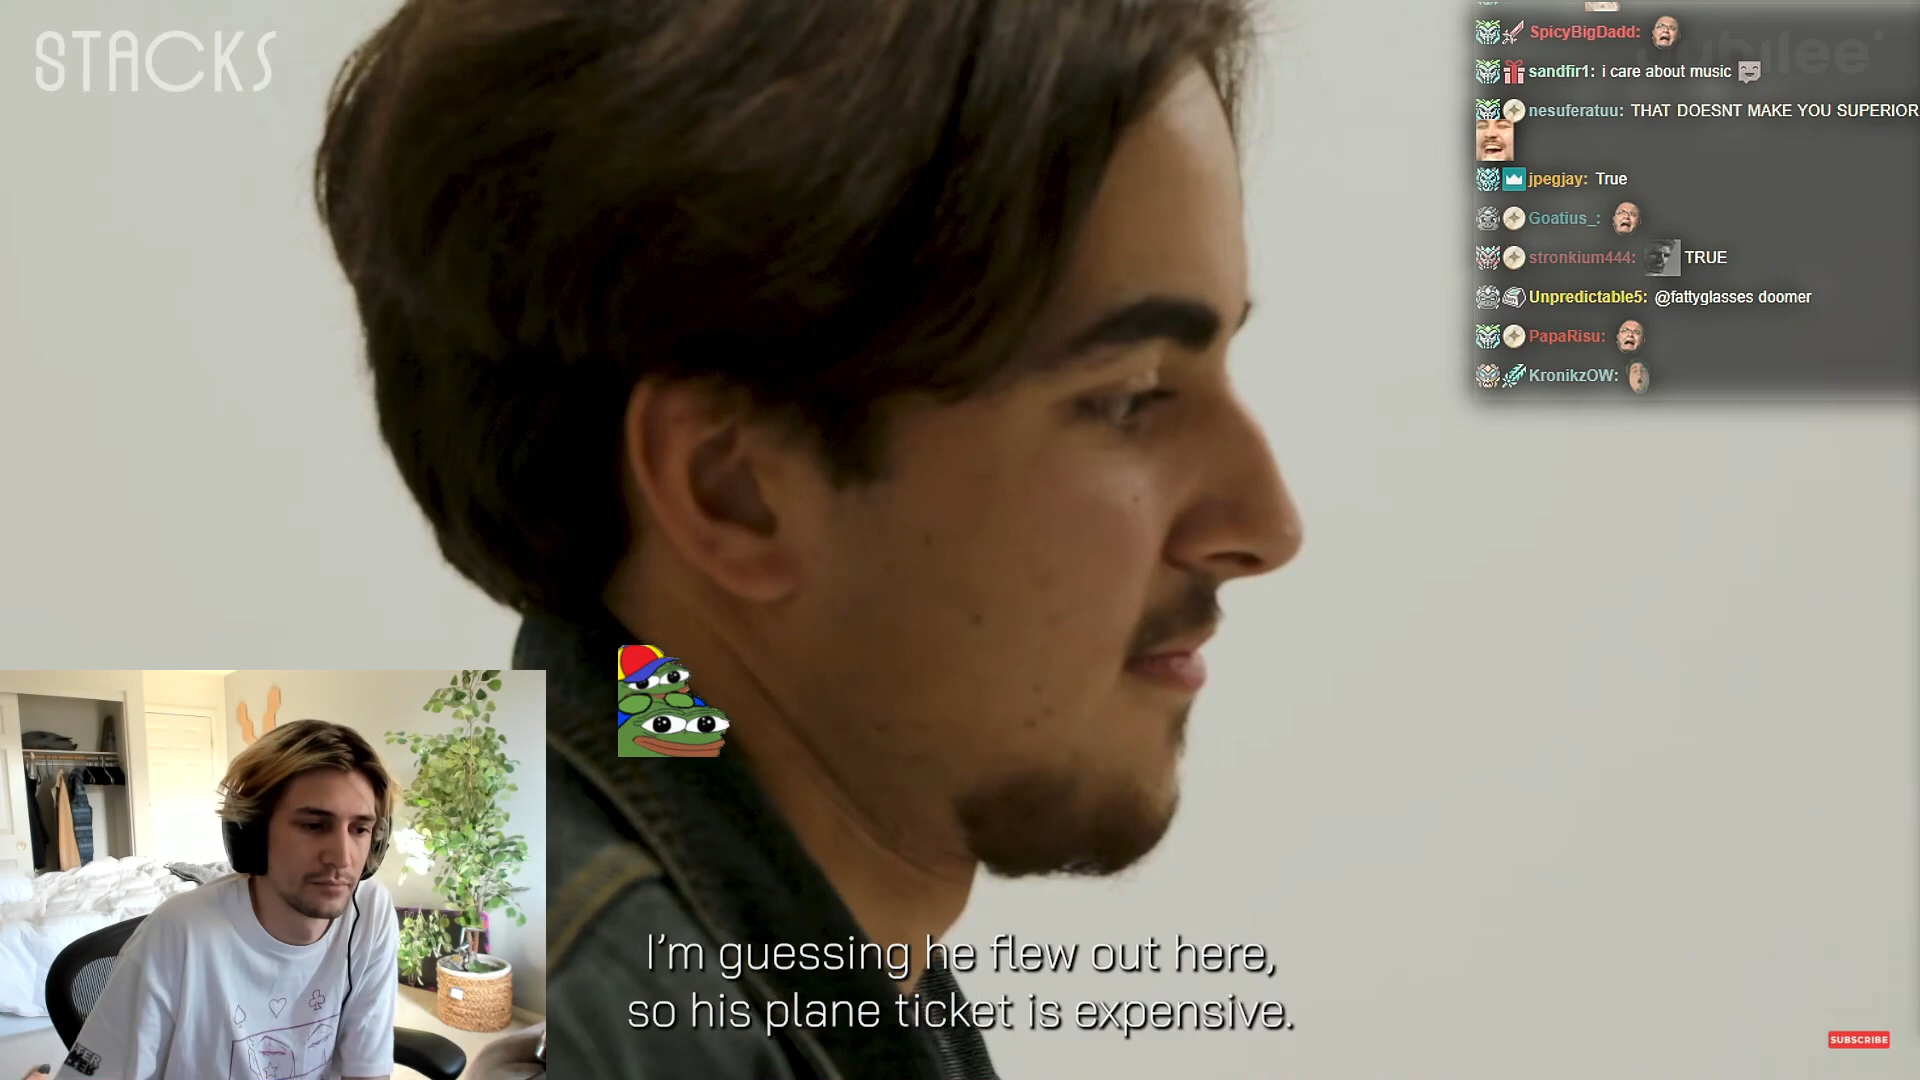 STACKS
SpicyBigDadd:
sandfir1: i care about music
nesuferatuu: THAT DOESNT MAKE YOU SUPERIOR
jpegjay: True
Goatius_:
stronkium444: TRUE
Unpredictable5: @fattyglasses doomer
PapaRisu:
KronikzOW:
I'm guessing he flew out here,
so his plane ticket is expensive.
SUBSCRIBE